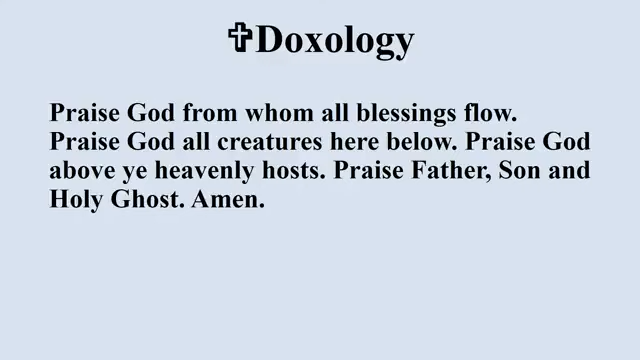 ✞Doxology
Praise God from whom all blessings flow.
Praise God all creatures here below. Praise God
above ye heavenly hosts. Praise Father, Son and
Holy Ghost. Amen.